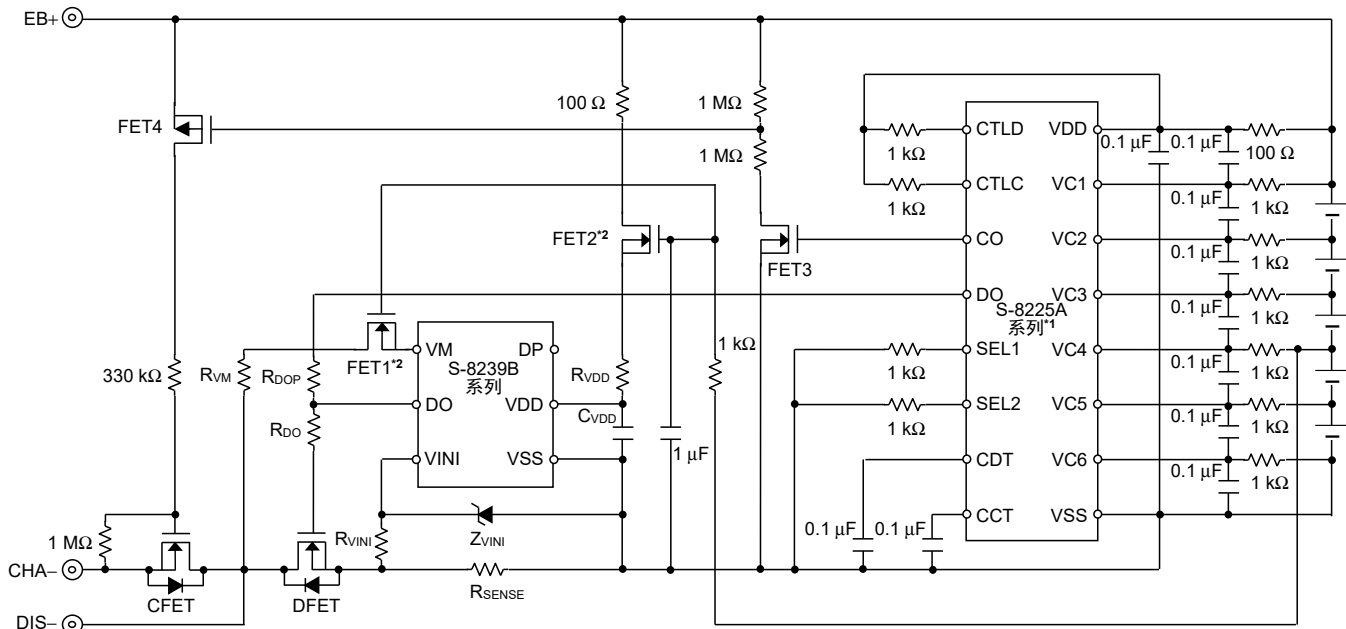 EB+
FET4
100 Ω
1 MΩ
1 MΩ
FET2*2
FET3
FET1*2
330 kΩ
RVM
RDOP
RDO
VM
DP
S-8239B
系列
DO
VDD
VINI
VSS
RVDD
CVDD
1 μF
1 kΩ
RVINI
ZVINI
RSENSE
1 MΩ
CHA−
CFET
DFET
DIS−
CTLD
VDD
CTLC
VC1
CO
VC2
DO
VC3
S-8225A
系列*1
SEL1
VC4
SEL2
VC5
CDT
VC6
CCT
VSS
1 kΩ
1 kΩ
1 kΩ
1 kΩ
0.1 μF
0.1 μF
0.1 μF
0.1 μF
100 Ω
0.1 μF
1 kΩ
0.1 μF
1 kΩ
0.1 μF
1 kΩ
0.1 μF
1 kΩ
0.1 μF
1 kΩ
0.1 μF
1 kΩ